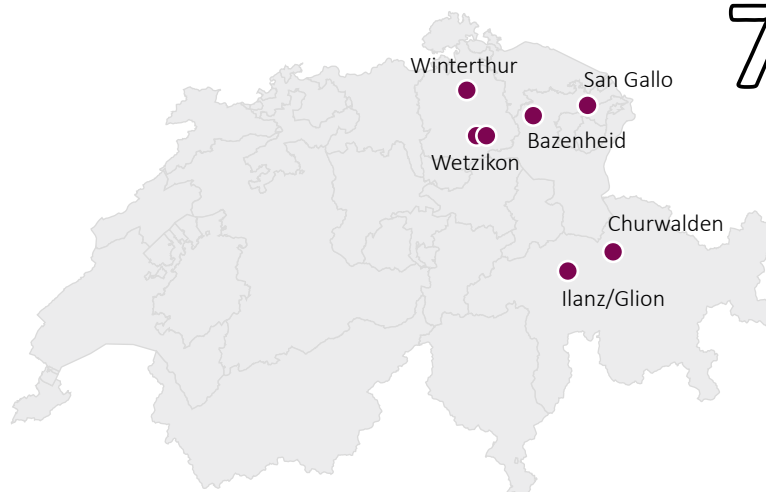 7
Winterthur
San Gallo
Bazenheid
Wetzikon
Churwalden
Ilanz/Glion